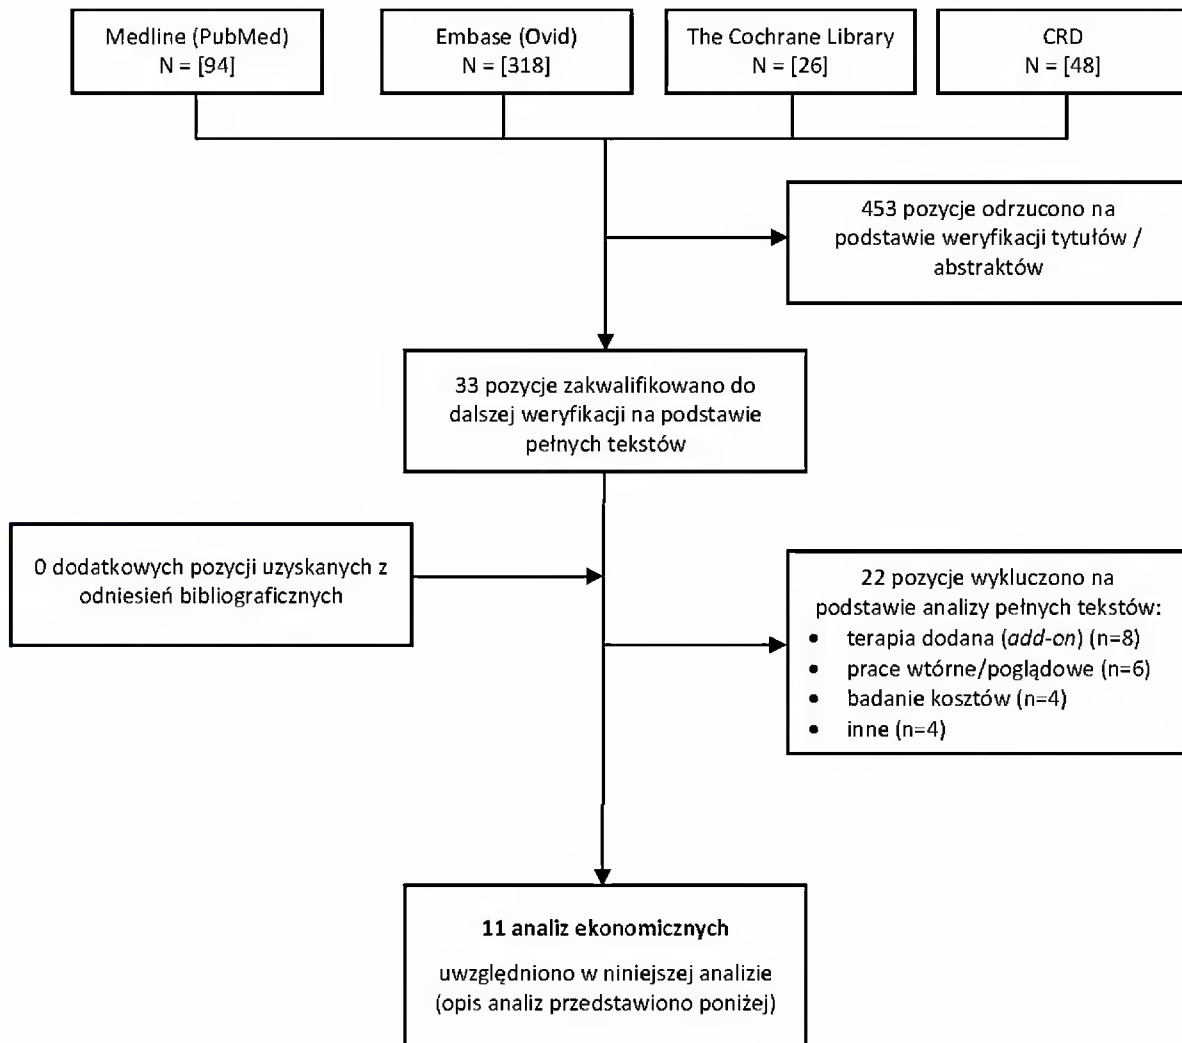 Medline (PubMed)
N = [94]
Embase (Ovid)
N = [318]
The Cochrane Library
N = [26]
CRD
N = [48]
453 pozycje odrzucono na
podstawie weryfikacji tytułów /
abstraktów
33 pozycje zakwalifikowano do
dalszej weryfikacji na podstawie
pełnych tekstów
0 dodatkowych pozycji uzyskanych z
odniesień bibliograficznych
22 pozycje wykluczono na
podstawie analizy pełnych tekstów:
• terapia dodana (add-on) (n=8)
• prace wtórne/poglądowe (n=6)
• badanie kosztów (n=4)
• inne (n=4)
11 analiz ekonomicznych
uwzględniono w niniejszej analizie
(opis analiz przedstawiono poniżej)